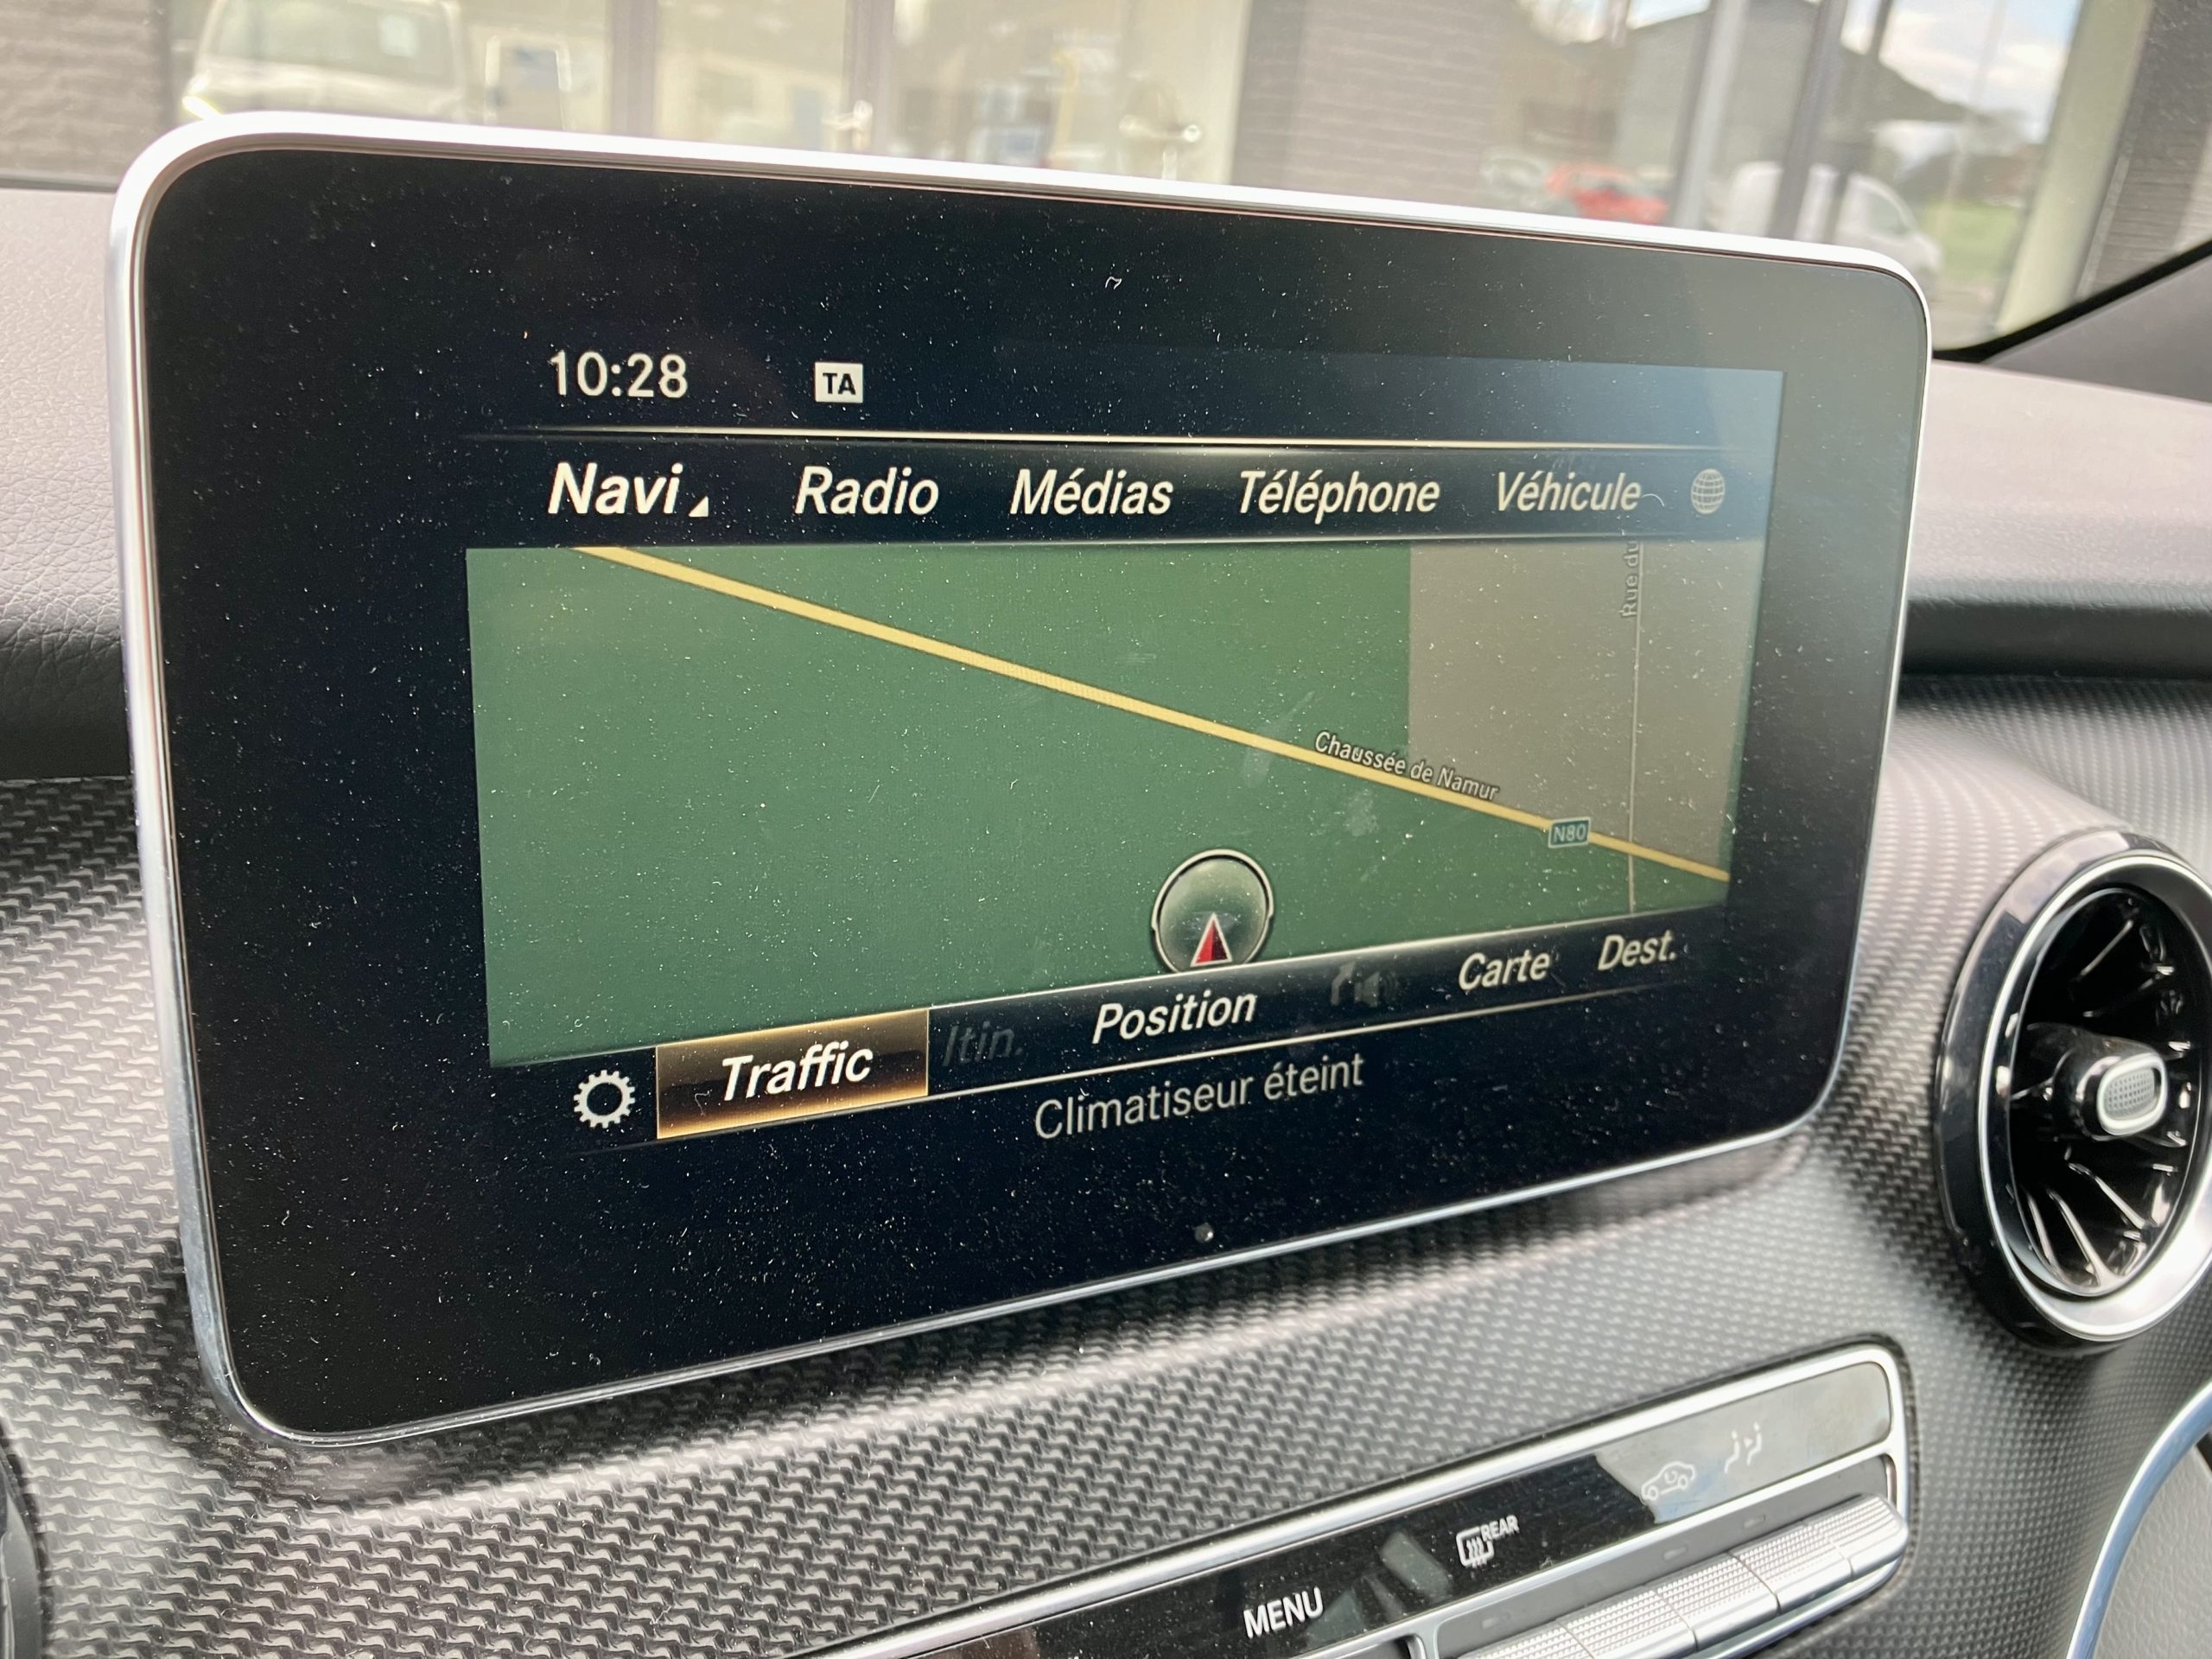 10:28 TA
Navi Radio Médias Téléphone Véhicule
Rue du
Chaussée de Namur
N80
Traffic Itin. Position Carte Dest.
Climatiseur éteint
MENU REAR